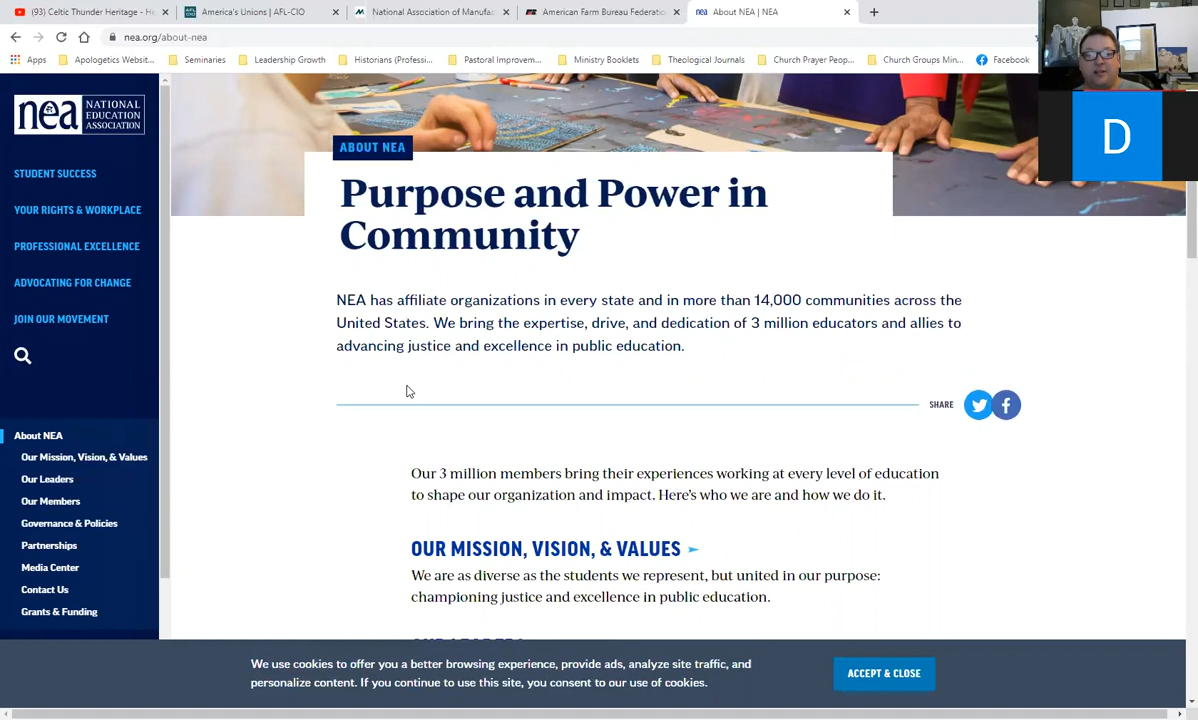 (93) Celtic Thunder Heritage - He
America's Unions | AFL-CIO
National Association of Manufac
American Farm Bureau Federatio
nea
About NEA | NEA
nea.org/about-nea
Apps
Apologetics Websit...
Seminaries
Leadership Growth
Historians (Professi...
Pastoral Improvem...
Ministry Booklets
Theological Journals
Church Prayer Peop...
Church Groups Min...
Facebook
nea NATIONAL
EDUCATION
ASSOCIATION
STUDENT SUCCESS
YOUR RIGHTS & WORKPLACE
PROFESSIONAL EXCELLENCE
ADVOCATING FOR CHANGE
JOIN OUR MOVEMENT
About NEA
Our Mission, Vision, & Values
Our Leaders
Our Members
Governance & Policies
Partnerships
Media Center
Contact Us
Grants & Funding
D
ABOUT NEA
Purpose and Power in
Community
NEA has affiliate organizations in every state and in more than 14,000 communities across the
United States. We bring the expertise, drive, and dedication of 3 million educators and allies to
advancing justice and excellence in public education.
SHARE
Our 3 million members bring their experiences working at every level of education
to shape our organization and impact. Here's who we are and how we do it.
OUR MISSION, VISION, & VALUES
We are as diverse as the students we represent, but united in our purpose:
championing justice and excellence in public education.
OUR LEADERS
We use cookies to offer you a better browsing experience, provide ads, analyze site traffic, and
personalize content. If you continue to use this site, you consent to our use of cookies.
ACCEPT & CLOSE